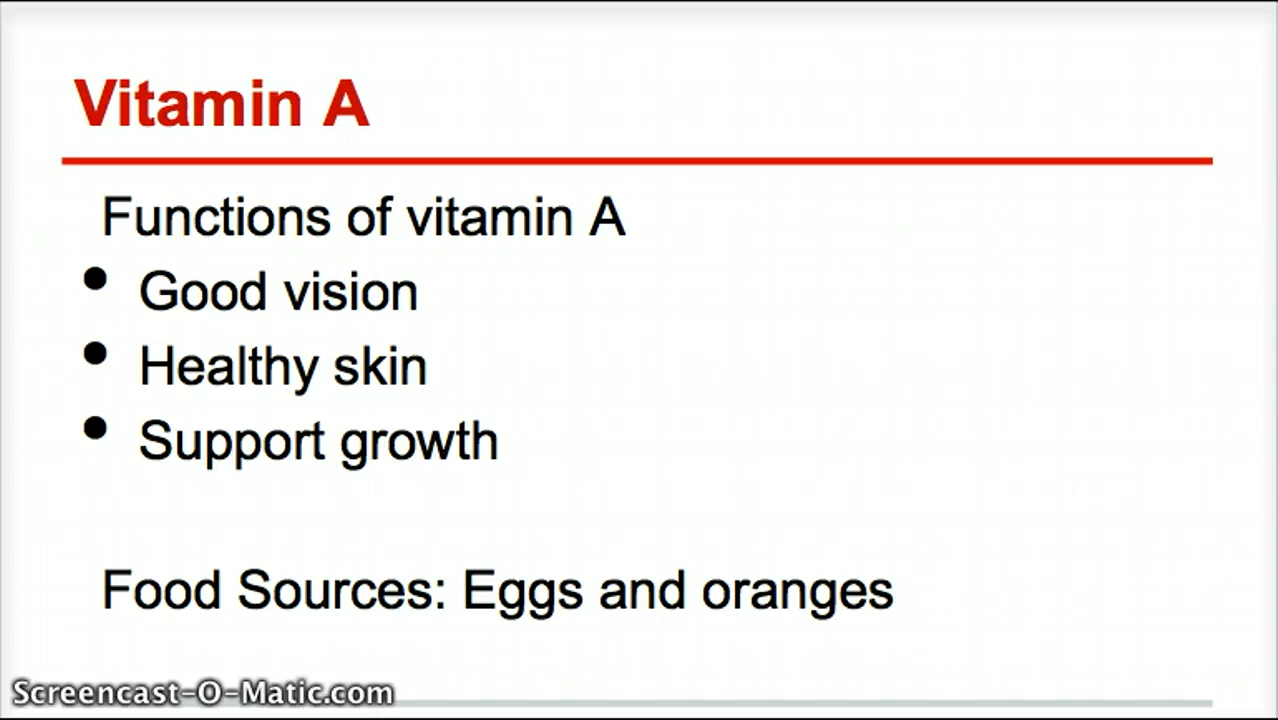 Vitamin A
Functions of vitamin A
• Good vision
• Healthy skin
• Support growth
Food Sources: Eggs and oranges
Screencast-O-Matic.com